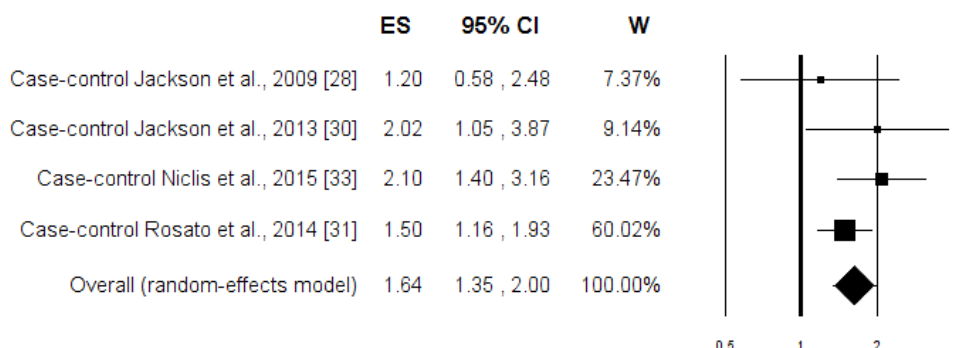 ES 95% CI W
Case-control Jackson et al., 2009 [28] 1.20 0.58 , 2.48 7.37%
Case-control Jackson et al., 2013 [30] 2.02 1.05 , 3.87 9.14%
Case-control Niclis et al., 2015 [33] 2.10 1.40 , 3.16 23.47%
Case-control Rosato et al., 2014 [31] 1.50 1.16 , 1.93 60.02%
Overall (random-effects model) 1.64 1.35 , 2.00 100.00%
0.5 1 2